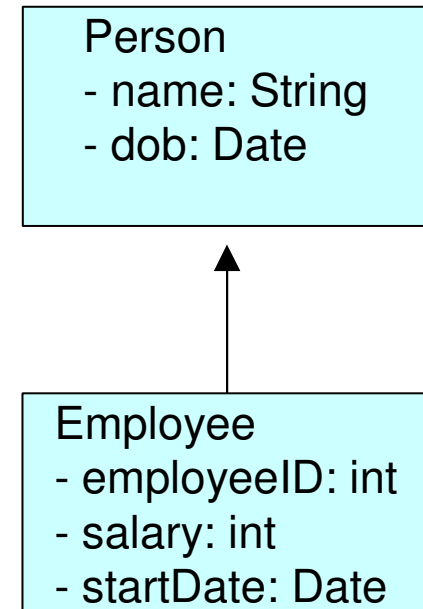 Person
- name: String
- dob: Date
Employee
- employeeID: int
- salary: int
- startDate: Date